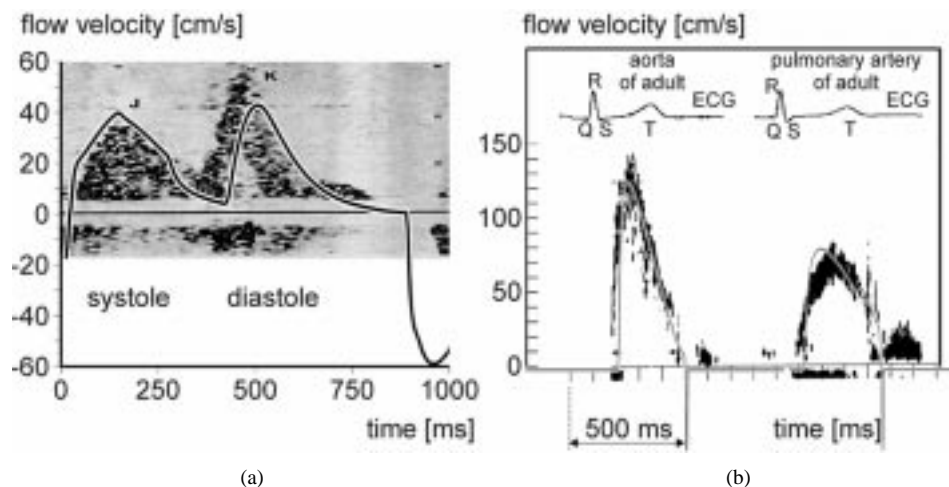 flow velocity [cm/s]
60
40
20
0
-20
-40
-60
J
K
systole
diastole
0
250
500
750
1000
time [ms]
(a)
flow velocity [cm/s]
aorta
of adult
pulmonary artery
of adult
R
ECG
Q S
T
R
ECG
Q S
T
150
100
50
0
500 ms
time [ms]
(b)